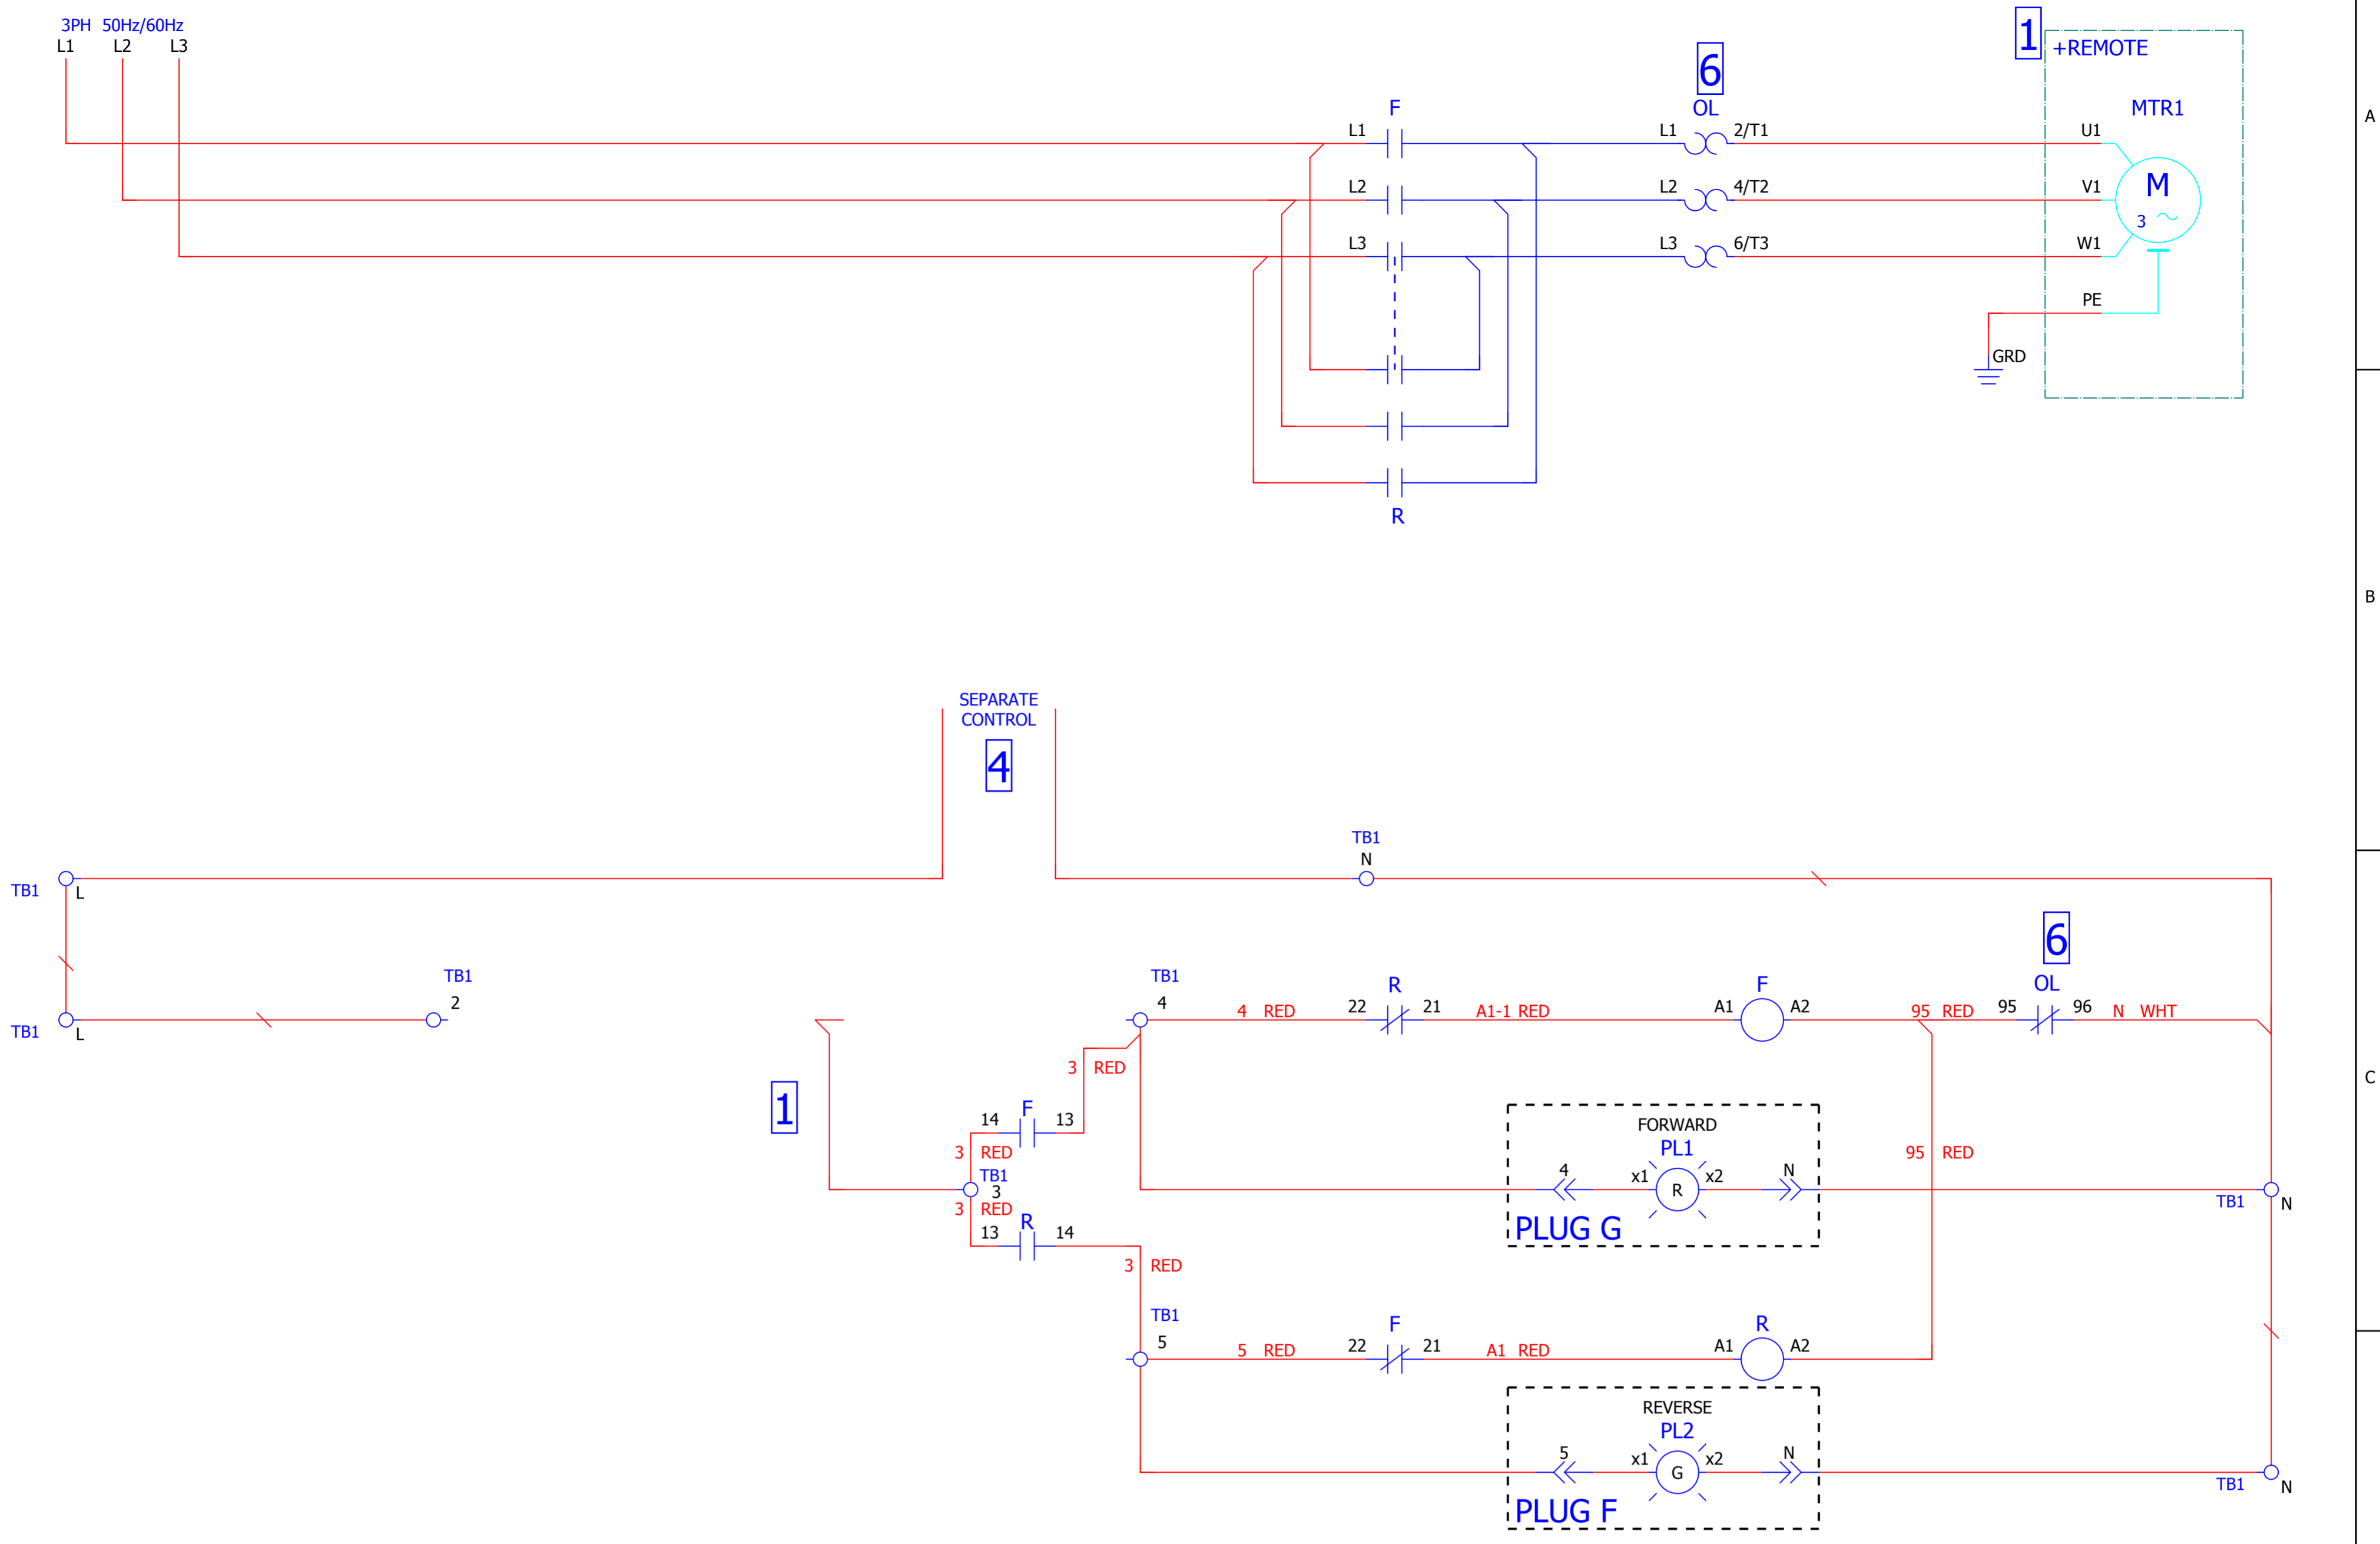 3PH 50Hz/60Hz
L1 L2 L3
1
+REMOTE
6
F
OL
MTR1
A
L1
L1
2/T1
U1
L2
L2
4/T2
V1
M
3
L3
L3
6/T3
W1
PE
GRD
R
B
SEPARATE
CONTROL
4
TB1
N
TB1
L
6
TB1
2
TB1
4
R
F
OL
4 RED
22
21
A1-1 RED
A1
A2
95 RED
95
96
N WHT
TB1
L
3 RED
C
1
F
14
13
FORWARD
PL1
3 RED
95 RED
TB1
3
4
x1
R
x2
N
TB1
N
3 RED
R
13
14
PLUG G
3 RED
TB1
5
F
R
5 RED
22
21
A1 RED
A1
A2
REVERSE
PL2
5
x1
G
x2
N
TB1
N
PLUG F